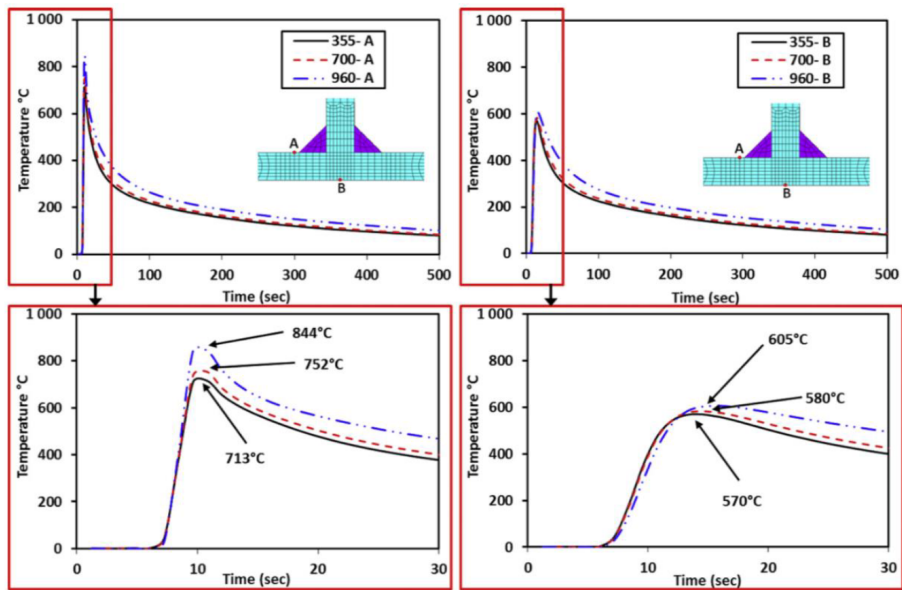 1 000
800
600
400
200
0
Temperature °C
355- A
700- A
960- A
A
B
0 100 200 300 400 500
Time (sec)
1 000
800
600
400
200
0
Temperature °C
355- B
700- B
960- B
A
B
0 100 200 300 400 500
Time (sec)
1 000
800
600
400
200
0
Temperature °C
844°C
752°C
713°C
0 10 20 30
Time (sec)
1 000
800
600
400
200
0
Temperature °C
605°C
580°C
570°C
0 10 20 30
Time (sec)